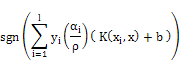 sgn(∑_{i=1}^{l} y_i(α_i/ρ)(K(x_i,x)+b))